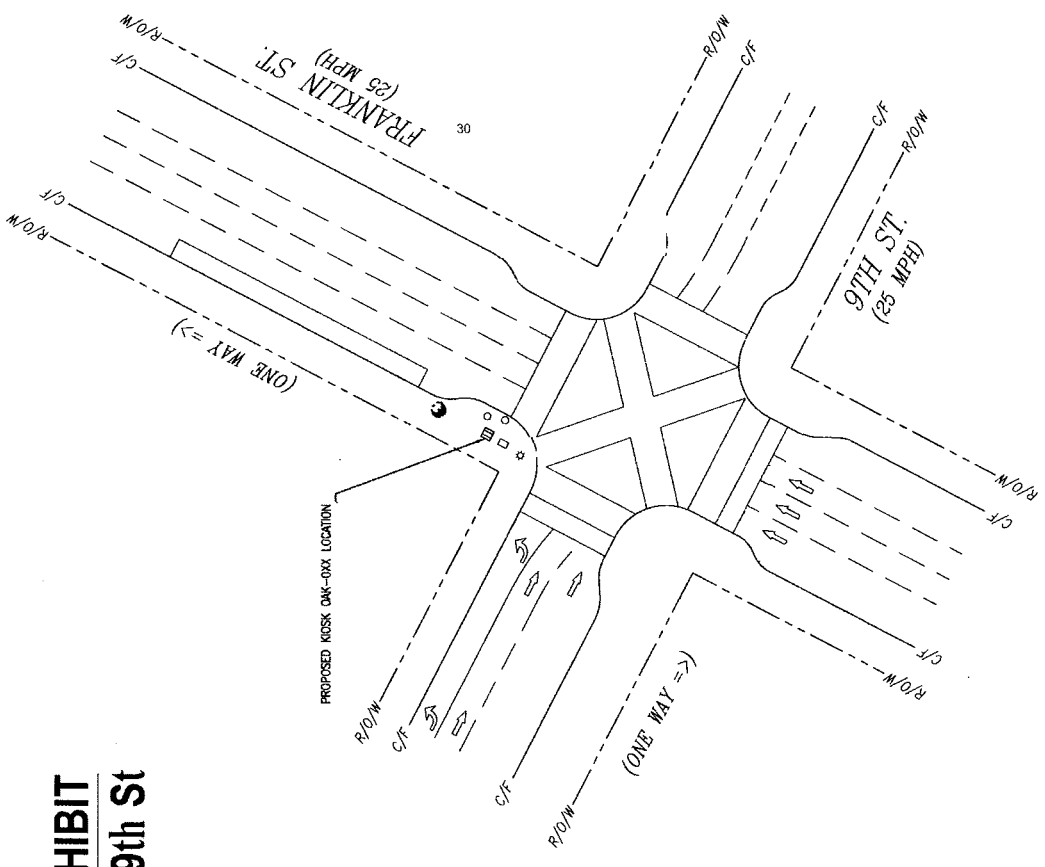 HIBIT
9th St
R/O/W
C/F
FRANKLIN ST.
(25 MPH)
30
C/F
R/O/W
(ONE WAY =>)
R/O/W
C/F
C/F
R/O/W
9TH ST.
(25 MPH)
PROPOSED KIOSK OAK-0XX LOCATION
R/O/W
C/F
C/F
R/O/W
(ONE WAY =>)
R/O/W
C/F
C/F
R/O/W